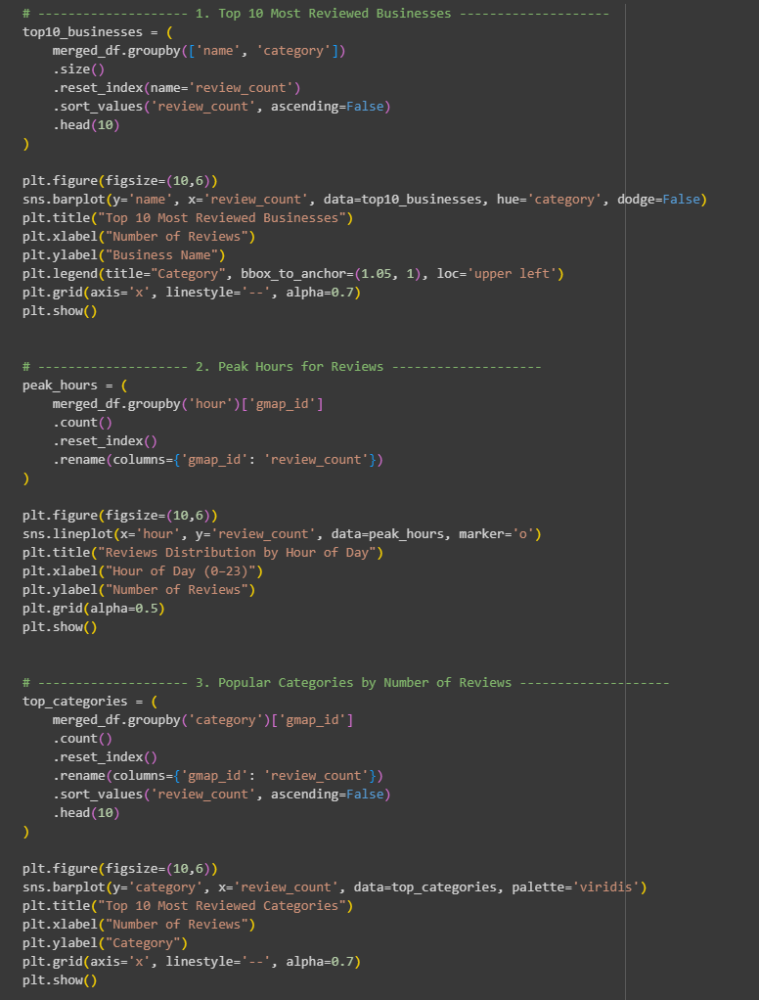 # -------------------- 1. Top 10 Most Reviewed Businesses --------------------
top10_businesses = (
    merged_df.groupby(['name', 'category'])
    .size()
    .reset_index(name='review_count')
    .sort_values('review_count', ascending=False)
    .head(10)
)

plt.figure(figsize=(10,6))
sns.barplot(y='name', x='review_count', data=top10_businesses, hue='category', dodge=False)
plt.title("Top 10 Most Reviewed Businesses")
plt.xlabel("Number of Reviews")
plt.ylabel("Business Name")
plt.legend(title="Category", bbox_to_anchor=(1.05, 1), loc='upper left')
plt.grid(axis='x', linestyle='--', alpha=0.7)
plt.show()


# -------------------- 2. Peak Hours for Reviews --------------------
peak_hours = (
    merged_df.groupby('hour')['gmap_id']
    .count()
    .reset_index()
    .rename(columns={'gmap_id': 'review_count'})
)

plt.figure(figsize=(10,6))
sns.lineplot(x='hour', y='review_count', data=peak_hours, marker='o')
plt.title("Reviews Distribution by Hour of Day")
plt.xlabel("Hour of Day (0–23)")
plt.ylabel("Number of Reviews")
plt.grid(alpha=0.5)
plt.show()


# -------------------- 3. Popular Categories by Number of Reviews --------------------
top_categories = (
    merged_df.groupby('category')['gmap_id']
    .count()
    .reset_index()
    .rename(columns={'gmap_id': 'review_count'})
    .sort_values('review_count', ascending=False)
    .head(10)
)

plt.figure(figsize=(10,6))
sns.barplot(y='category', x='review_count', data=top_categories, palette='viridis')
plt.title("Top 10 Most Reviewed Categories")
plt.xlabel("Number of Reviews")
plt.ylabel("Category")
plt.grid(axis='x', linestyle='--', alpha=0.7)
plt.show()